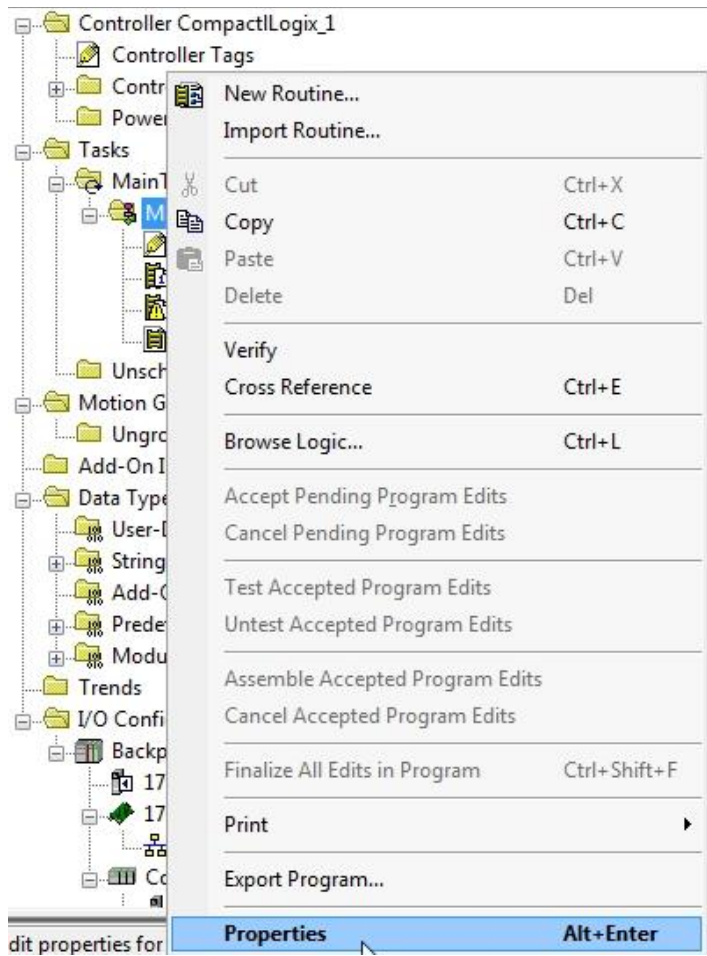 Controller CompactlLogix_1
Controller Tags
Contr
Power
Tasks
MainT
M
Unsch
Motion G
Ungro
Add-On I
Data Type
User-D
String
Add-O
Prede
Modu
Trends
I/O Confi
Backp
17
17
Co
dit properties for
New Routine...
Import Routine...
Cut Ctrl+X
Copy Ctrl+C
Paste Ctrl+V
Delete Del
Verify
Cross Reference Ctrl+E
Browse Logic... Ctrl+L
Accept Pending Program Edits
Cancel Pending Program Edits
Test Accepted Program Edits
Untest Accepted Program Edits
Assemble Accepted Program Edits
Cancel Accepted Program Edits
Finalize All Edits in Program Ctrl+Shift+F
Print
Export Program...
Properties Alt+Enter